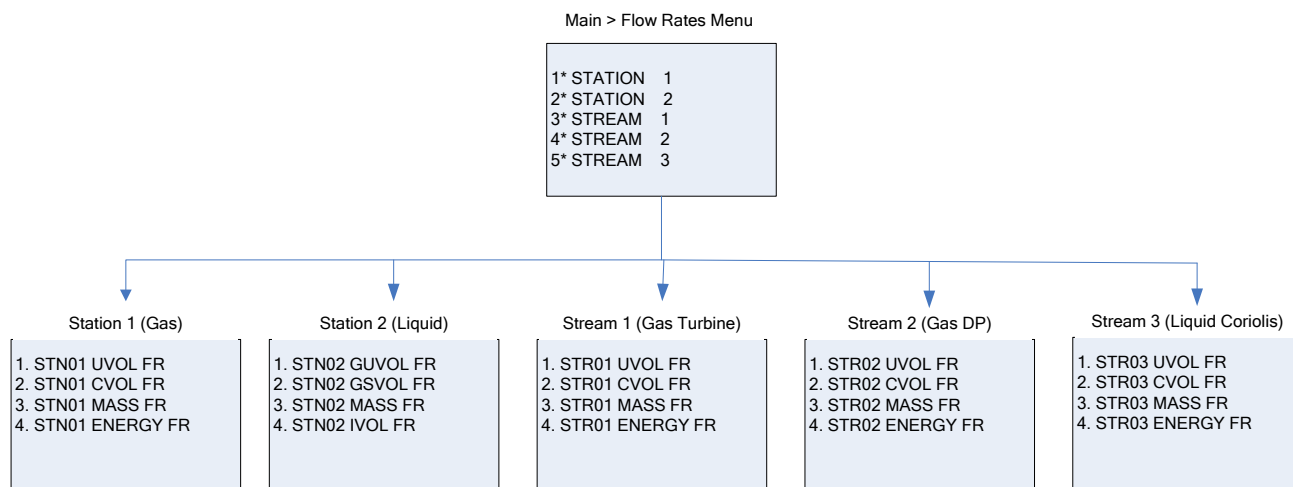 Main > Flow Rates Menu
1* STATION 1
2* STATION 2
3* STREAM 1
4* STREAM 2
5* STREAM 3
Station 1 (Gas)
1. STN01 UVOL FR
2. STN01 CVOL FR
3. STN01 MASS FR
4. STN01 ENERGY FR
Station 2 (Liquid)
1. STN02 GUVOL FR
2. STN02 GSVOL FR
3. STN02 MASS FR
4. STN02 IVOL FR
Stream 1 (Gas Turbine)
1. STR01 UVOL FR
2. STR01 CVOL FR
3. STR01 MASS FR
4. STR01 ENERGY FR
Stream 2 (Gas DP)
1. STR02 UVOL FR
2. STR02 CVOL FR
3. STR02 MASS FR
4. STR02 ENERGY FR
Stream 3 (Liquid Coriolis)
1. STR03 UVOL FR
2. STR03 CVOL FR
3. STR03 MASS FR
4. STR03 ENERGY FR